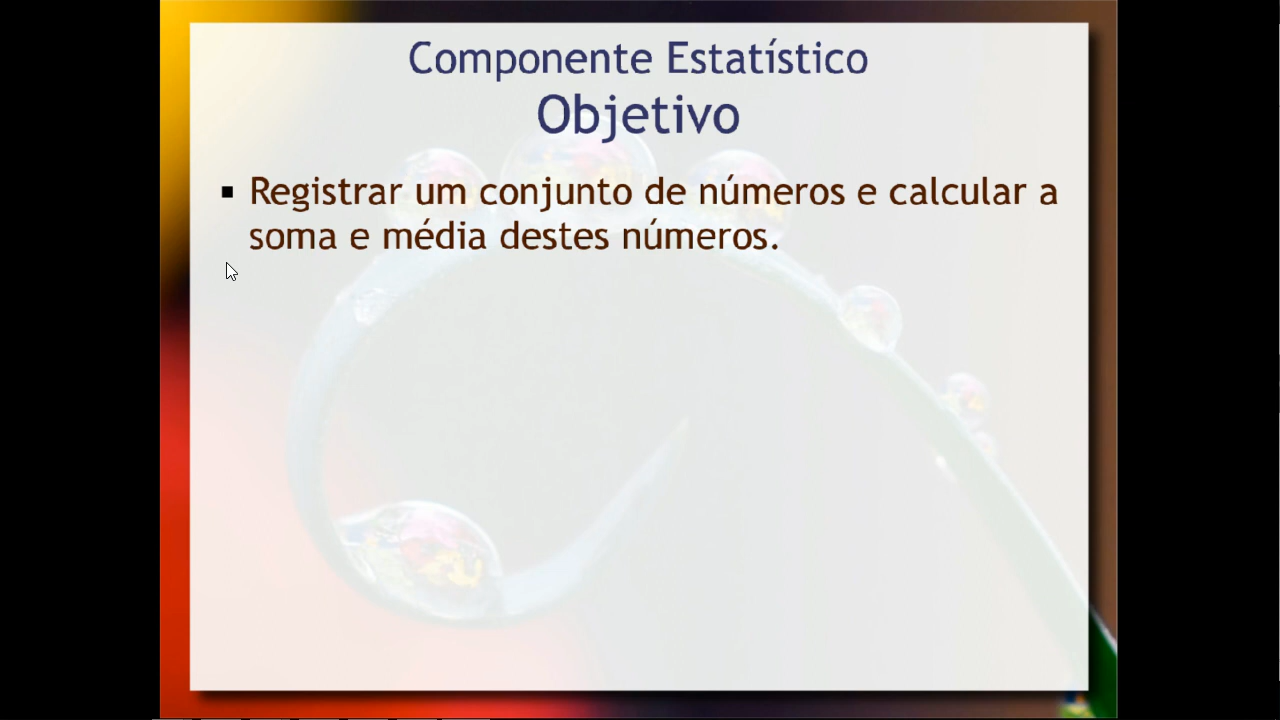 Componente Estatístico
Objetivo
▪ Registrar um conjunto de números e calcular a
soma e média destes números.